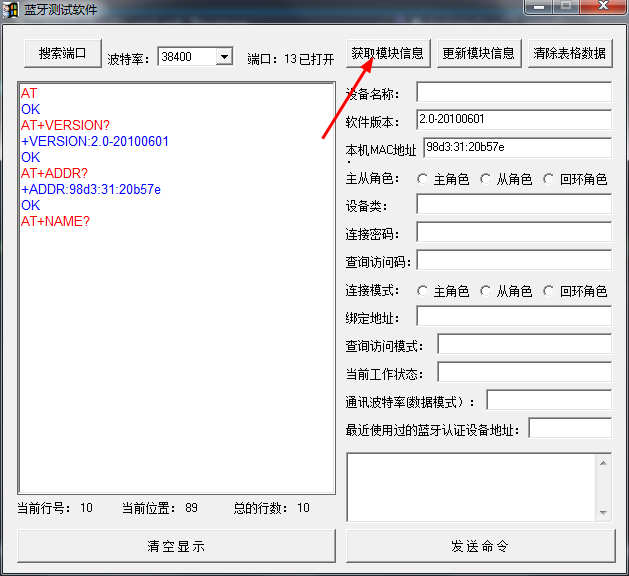 蓝牙测试软件
搜索端口 波特率: 38400 端口: 13 已打开 获取模块信息 更新模块信息 清除表格数据
AT
OK
AT+VERSION?
+VERSION:2.0-20100601
OK
AT+ADDR?
+ADDR:98d3:31:20b57e
OK
AT+NAME?
设备名称:
软件版本: 2.0-20100601
本机MAC地址: 98d3:31:20b57e
主从角色: 主角色 从角色 回环角色
设备类:
连接密码:
查询访问码:
连接模式: 主角色 从角色 回环角色
绑定地址:
查询访问模式:
当前工作状态:
通讯波特率(数据模式):
最近使用过的蓝牙认证设备地址:
当前行号: 10 当前位置: 89 总的行数: 10
清空显示 发送命令